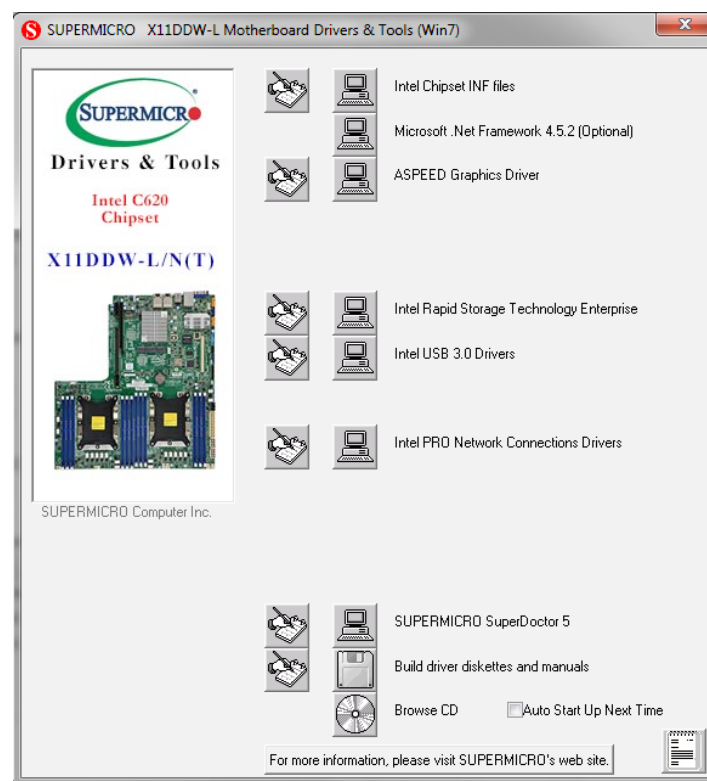 SUPERMICRO X11DDW-L Motherboard Drivers & Tools (Win7)
SUPERMICR
Drivers & Tools
Intel C620
Chipset
X11DDW-L/N(T)
SUPERMICRO Computer Inc.
Intel Chipset INF files
Microsoft .Net Framework 4.5.2 (Optional)
ASPEED Graphics Driver
Intel Rapid Storage Technology Enterprise
Intel USB 3.0 Drivers
Intel PRO Network Connections Drivers
SUPERMICRO SuperDoctor 5
Build driver diskettes and manuals
Browse CD Auto Start Up Next Time
For more information, please visit SUPERMICRO's web site.